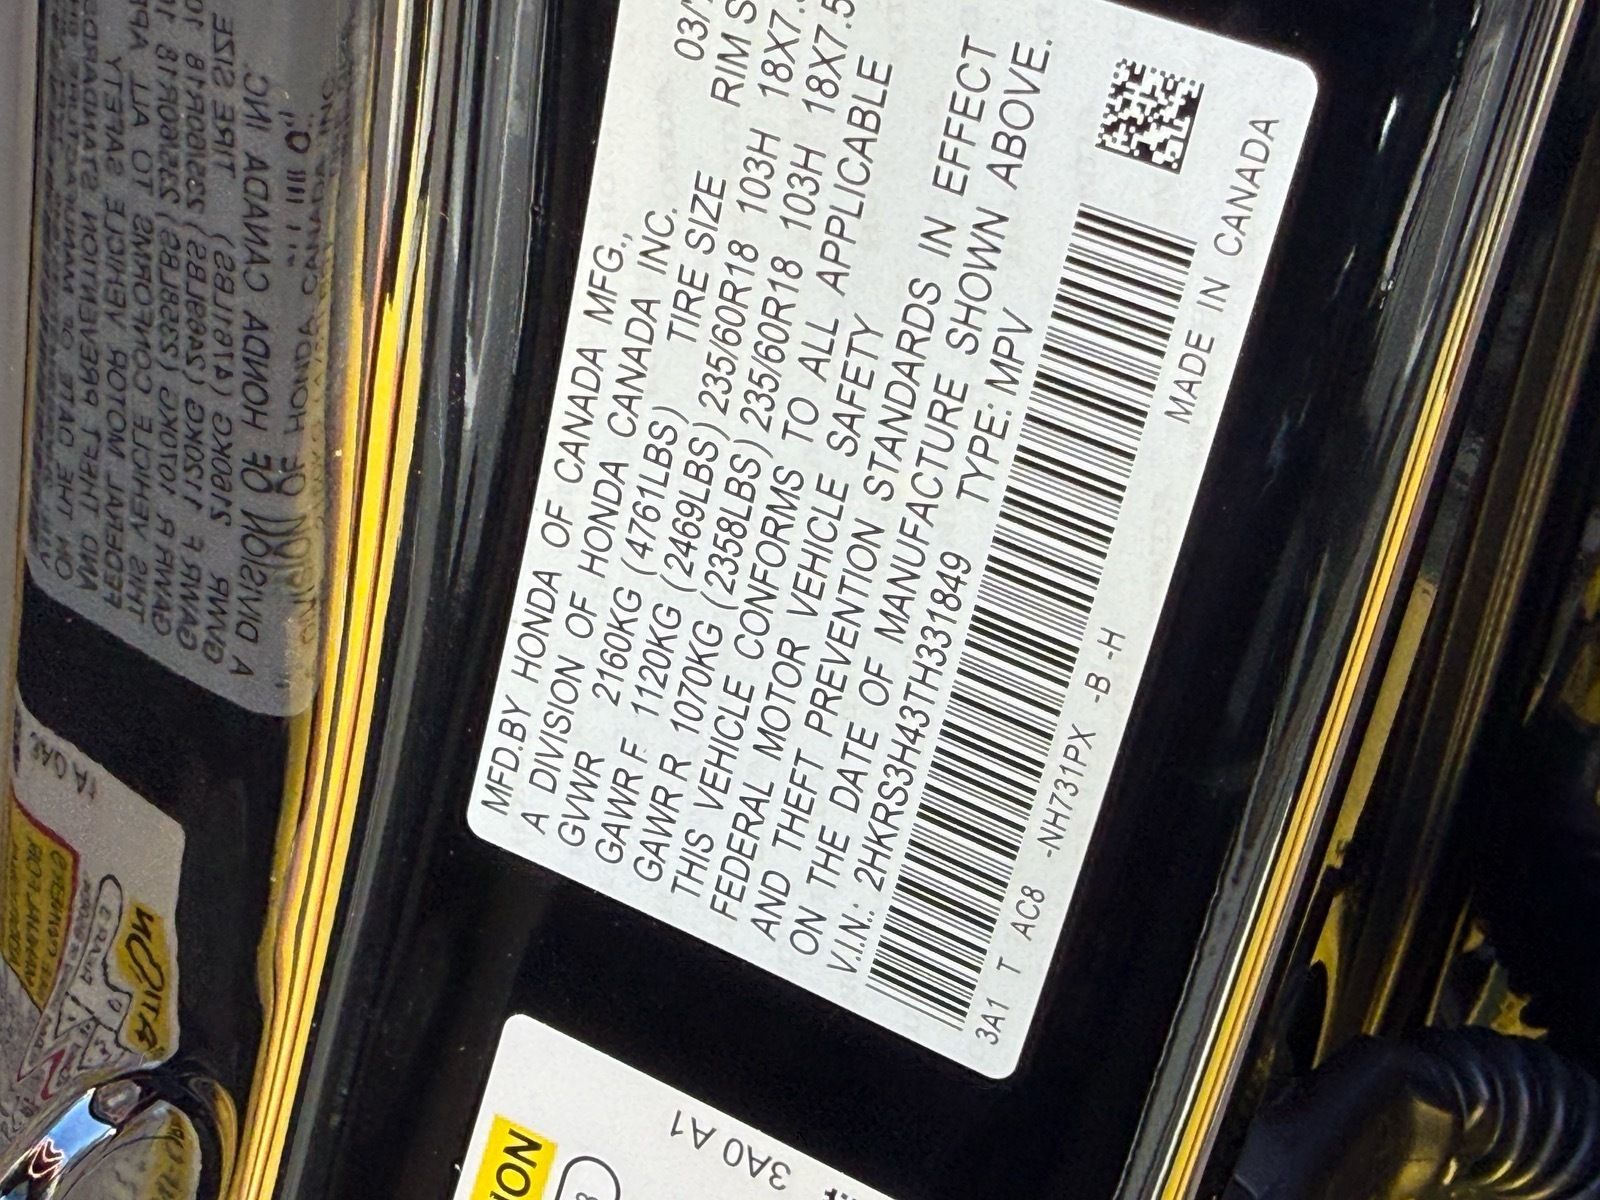 MFD.BY HONDA OF CANADA MFG., 03/
A DIVISION OF HONDA CANADA INC.
GVWR 2160KG (4761LBS) TIRE SIZE RIM S
GAWR F 1120KG (2469LBS) 235/60R18 103H 18X7.
GAWR R 1070KG (2358LBS) 235/60R18 103H 18X7.5
THIS VEHICLE CONFORMS TO ALL APPLICABLE
FEDERAL MOTOR VEHICLE SAFETY
AND THEFT PREVENTION STANDARDS IN EFFECT
ON THE DATE OF MANUFACTURE SHOWN ABOVE.
V.I.N.: 2HKRS3H43TH331849 TYPE: MPV
3A1 T AC8 -NH731PX -B -H
MADE IN CANADA
3A0 A1